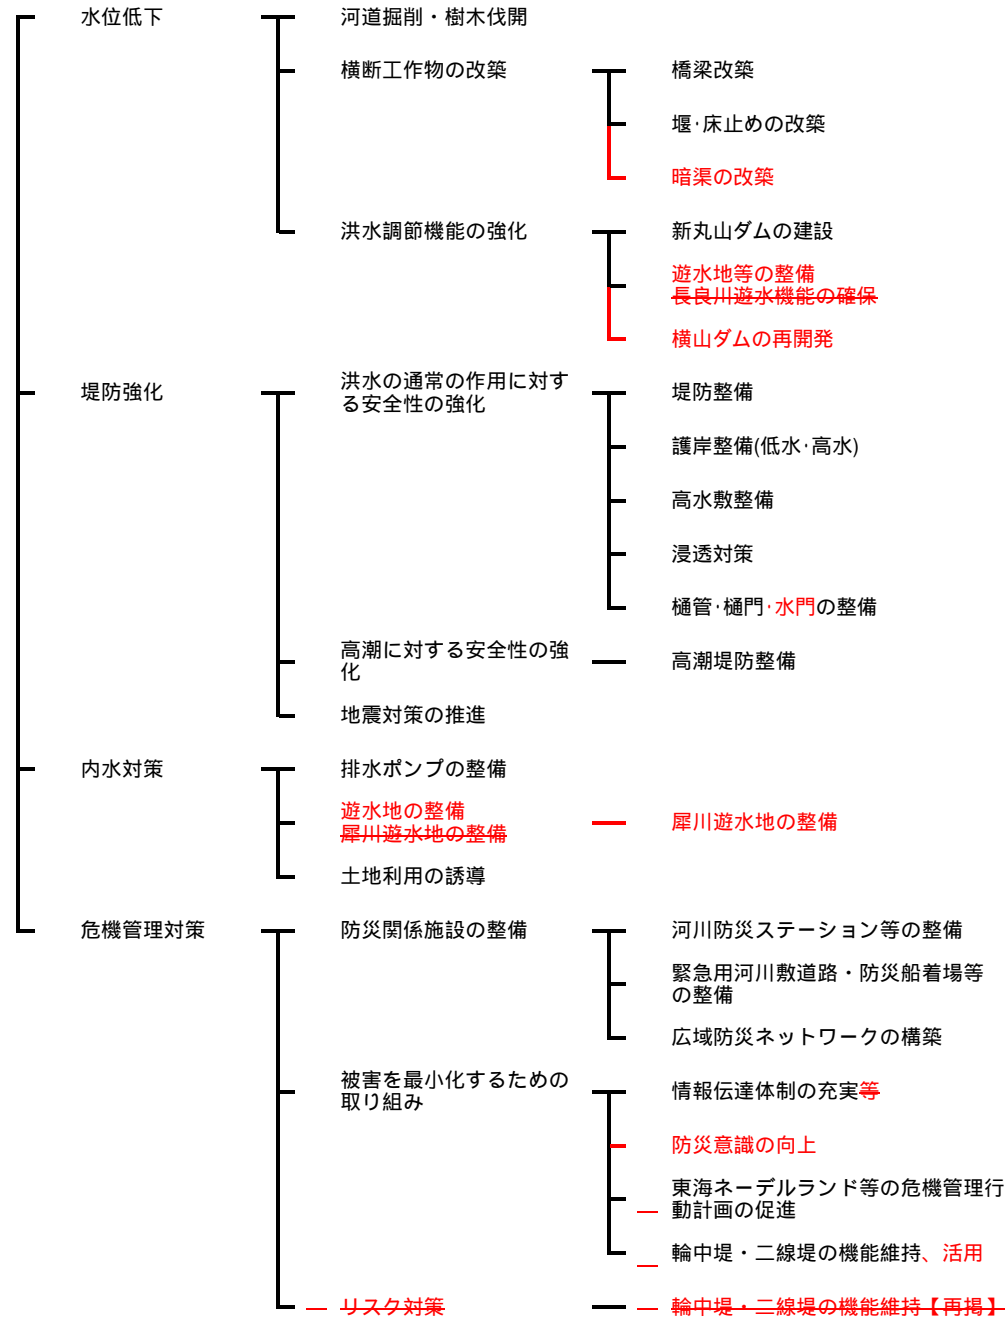 水位低下
河道掘削・樹木伐開
横断工作物の改築
橋梁改築
堰・床止めの改築
暗渠の改築
洪水調節機能の強化
新丸山ダムの建設
遊水地等の整備
長良川遊水機能の確保
横山ダムの再開発
堤防強化
洪水の通常の作用に対す
る安全性の強化
堤防整備
護岸整備(低水・高水)
高水敷整備
浸透対策
樋管・樋門・水門の整備
高潮に対する安全性の強
化
高潮堤防整備
地震対策の推進
内水対策
排水ポンプの整備
遊水地の整備
犀川遊水地の整備
犀川遊水地の整備
土地利用の誘導
危機管理対策
防災関係施設の整備
河川防災ステーション等の整備
緊急用河川敷道路・防災船着場等
の整備
広域防災ネットワークの構築
被害を最小化するための
取り組み
情報伝達体制の充実等
防災意識の向上
東海ネーデルランド等の危機管理行
動計画の促進
輪中堤・二線堤の機能維持、活用
リスク対策
輪中堤・二線堤の機能維持【再掲】